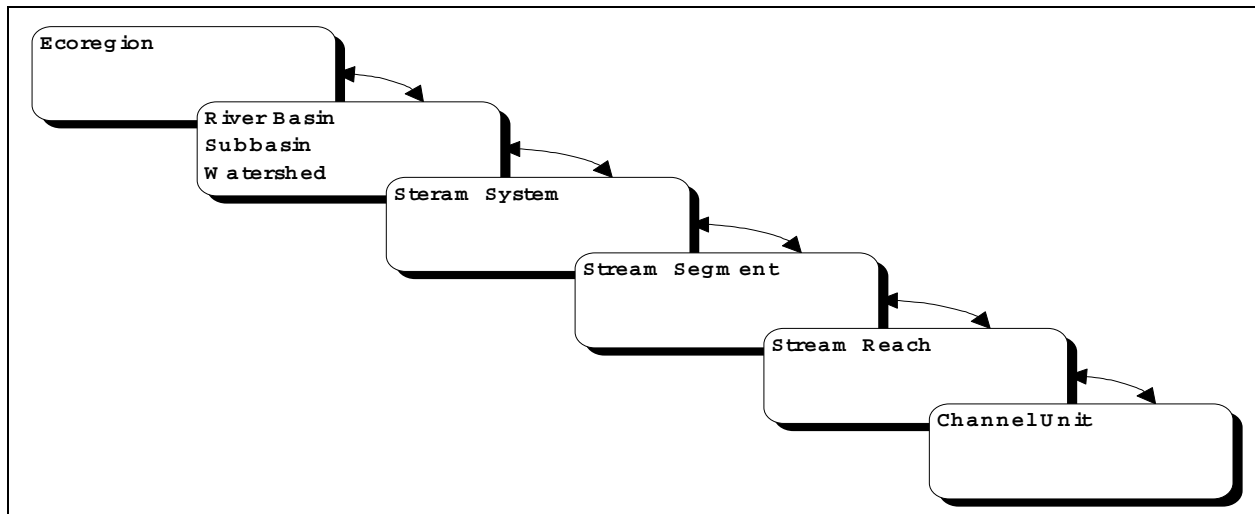 Ecoregion
River Basin
Subbasin
Watershed
Steram System
Stream Segment
Stream Reach
Channel Unit